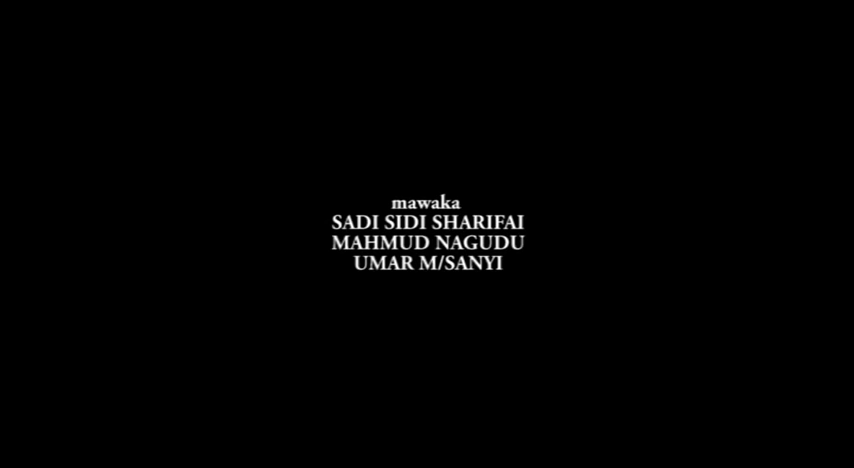 mawaka
SADI SIDI SHARIFAI
MAHMUD NAGUDU
UMAR M/SANYI